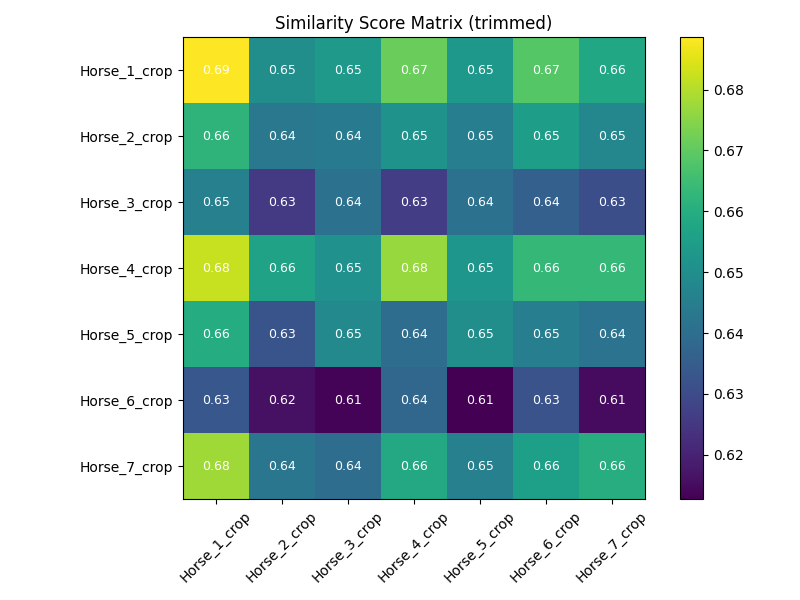 Similarity Score Matrix (trimmed)
Horse_1_crop 0.69 0.65 0.65 0.67 0.65 0.67 0.66
Horse_2_crop 0.66 0.64 0.64 0.65 0.65 0.65 0.65
Horse_3_crop 0.65 0.63 0.64 0.63 0.64 0.64 0.63
Horse_4_crop 0.68 0.66 0.65 0.68 0.65 0.66 0.66
Horse_5_crop 0.66 0.63 0.65 0.64 0.65 0.65 0.64
Horse_6_crop 0.63 0.62 0.61 0.64 0.61 0.63 0.61
Horse_7_crop 0.68 0.64 0.64 0.66 0.65 0.66 0.66
Horse_1_crop Horse_2_crop Horse_3_crop Horse_4_crop Horse_5_crop Horse_6_crop Horse_7_crop
0.68
0.67
0.66
0.65
0.64
0.63
0.62